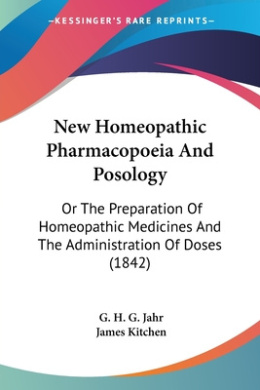 KESSINGER'S RARE REPRINTS
New Homeopathic
Pharmacopoeia And
Posology
Or The Preparation Of
Homeopathic Medicines And
The Administration Of Doses
(1842)
G. H. G. Jahr
James Kitchen